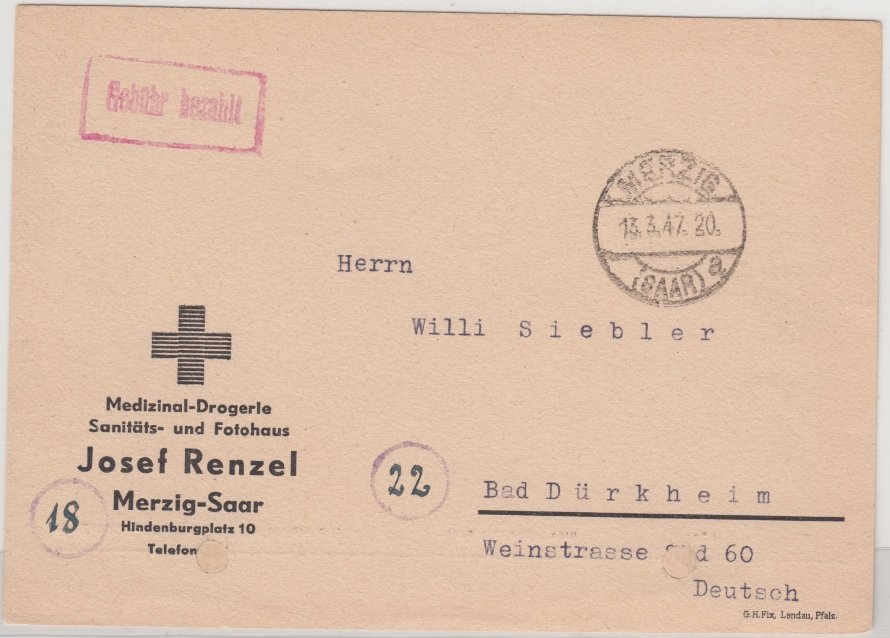 Gebühr bezahlt
MERZIG
13.3.47. 20.
(SAAR) a
Herrn
Willi Siebler
Medizinal-Drogerie
Sanitäts- und Fotohaus
Josef Renzel
Merzig-Saar
Hindenburgplatz 10
Telefon
18
22
Bad Dürkheim
Weinstrasse 60
Deutsch
G.H.Fix, Landau, Pfalz.